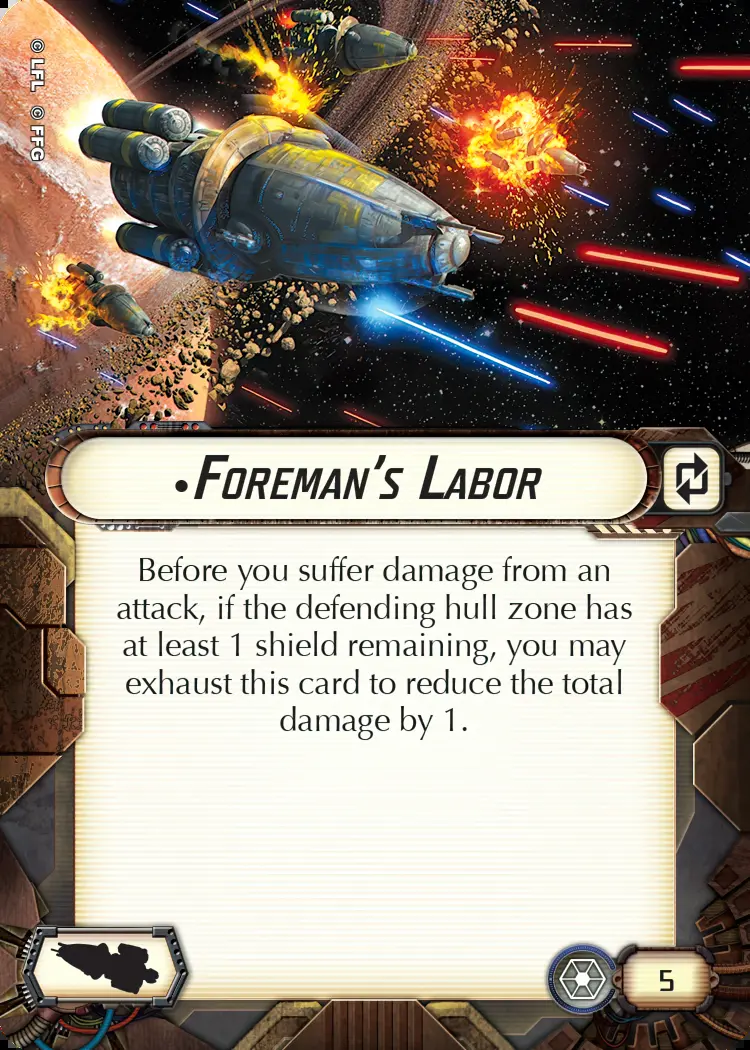 © LFL © FFG
•Foreman's Labor
Before you suffer damage from an
attack, if the defending hull zone has
at least 1 shield remaining, you may
exhaust this card to reduce the total
damage by 1.
5